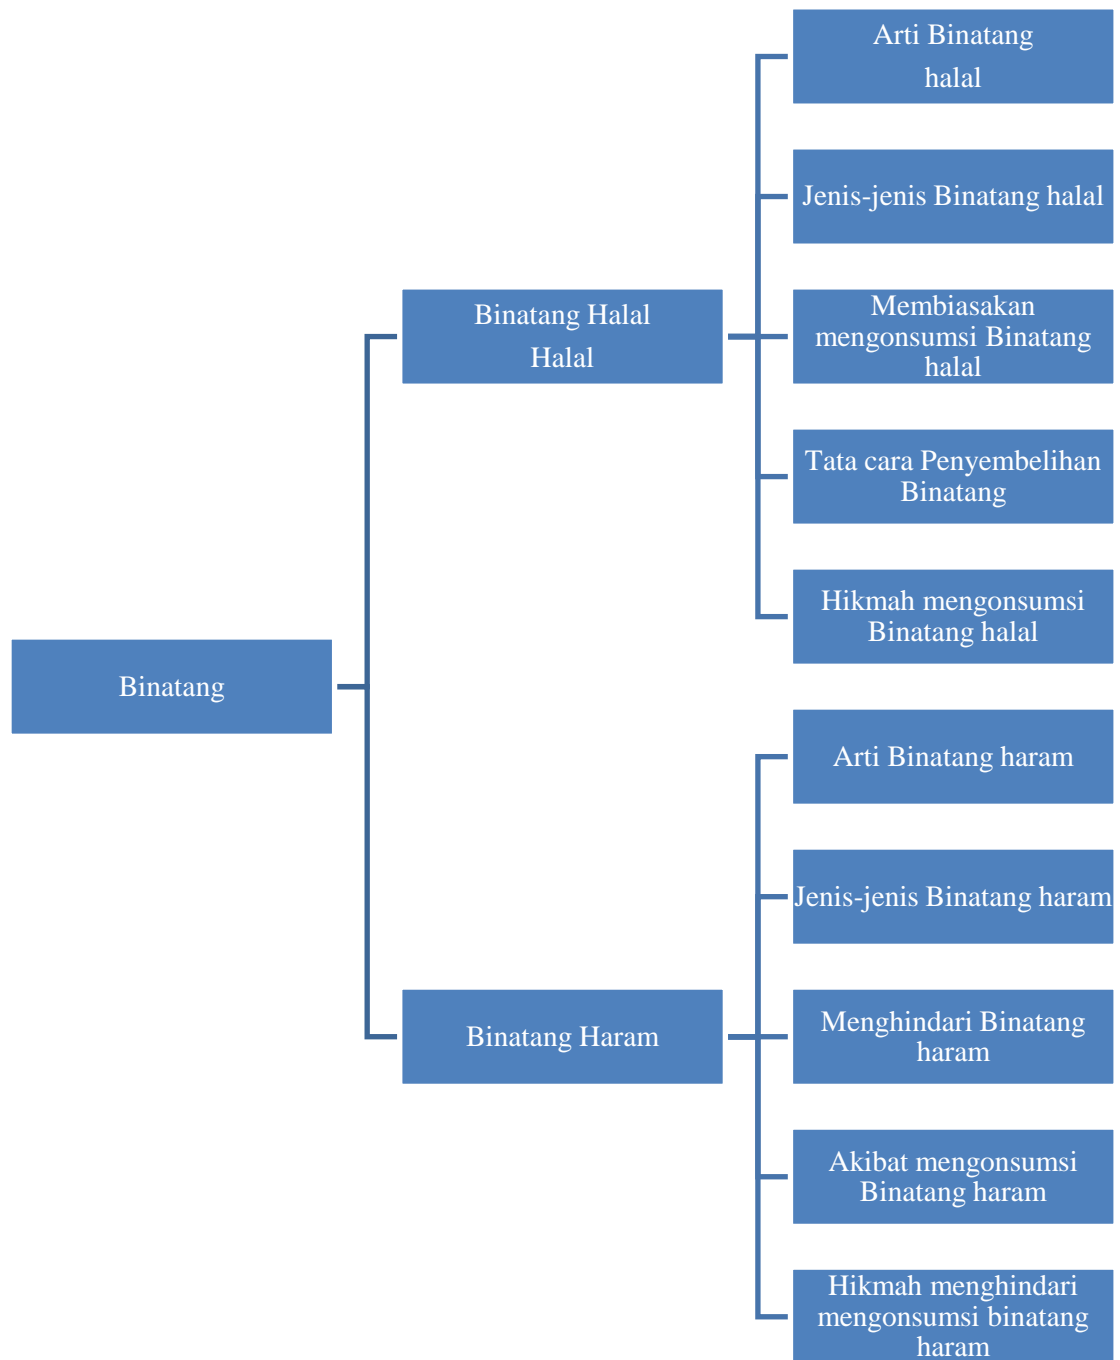 Binatang
Binatang Halal
Halal
Arti Binatang
halal
Jenis-jenis Binatang halal
Membiasakan
mengonsumsi Binatang
halal
Tata cara Penyembelihan
Binatang
Hikmah mengonsumsi
Binatang halal
Binatang Haram
Arti Binatang haram
Jenis-jenis Binatang haram
Menghindari Binatang
haram
Akibat mengonsumsi
Binatang haram
Hikmah menghindari
mengonsumsi binatang
haram